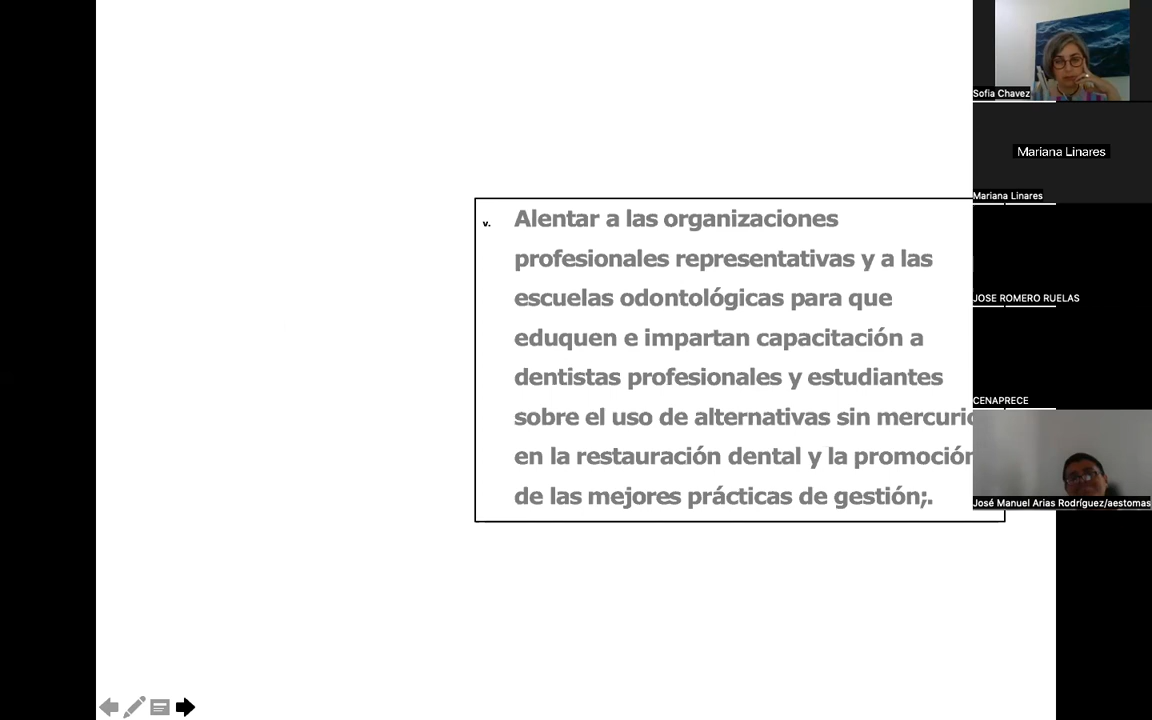 v. Alentar a las organizaciones
profesionales representativas y a las
escuelas odontológicas para que
eduquen e impartan capacitación a
dentistas profesionales y estudiantes
sobre el uso de alternativas sin mercurio
en la restauración dental y la promoción
de las mejores prácticas de gestión;.
Sofia Chavez
Mariana Linares
Mariana Linares
JOSE ROMERO RUELAS
CENAPRECE
José Manuel Arias Rodríguez/aestomas